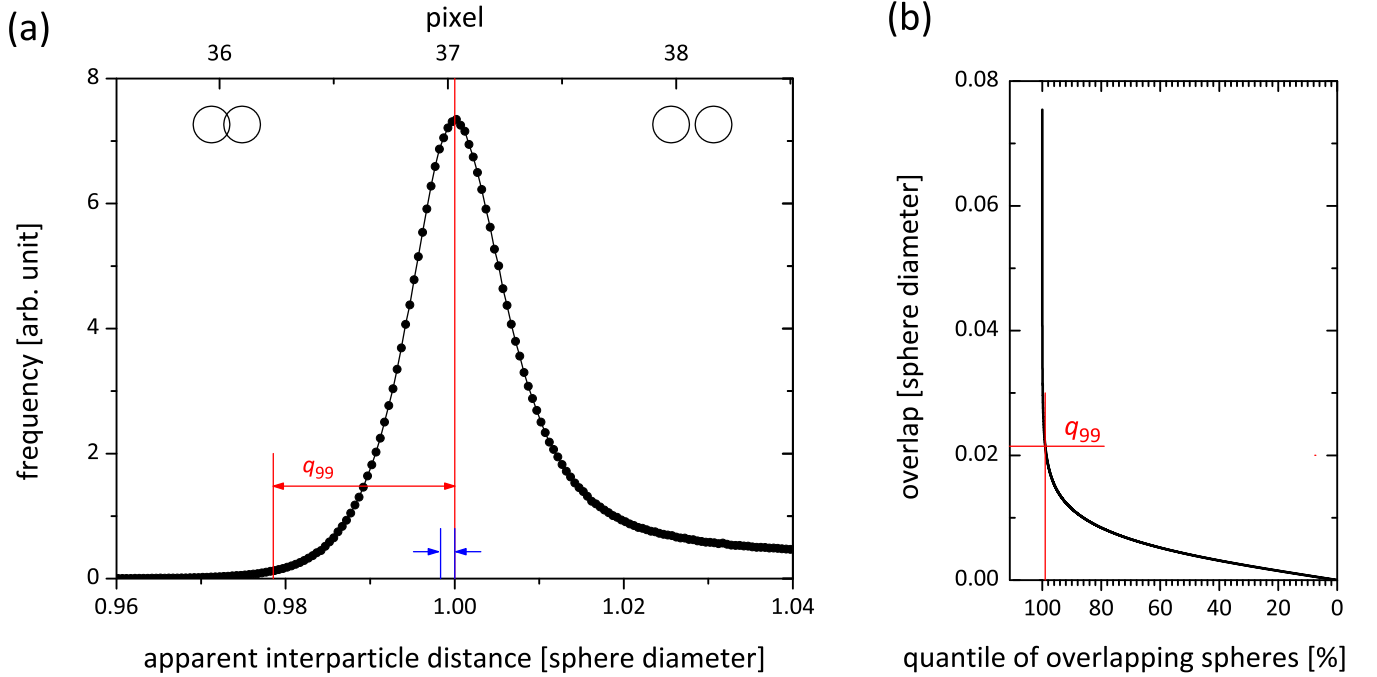 (a)
pixel
36 37 38
8
6
4
2
0
frequency [arb. unit]
q99
0.96 0.98 1.00 1.02 1.04
apparent interparticle distance [sphere diameter]
(b)
0.08
0.06
0.04
0.02
0.00
overlap [sphere diameter]
q99
100 80 60 40 20 0
quantile of overlapping spheres [%]